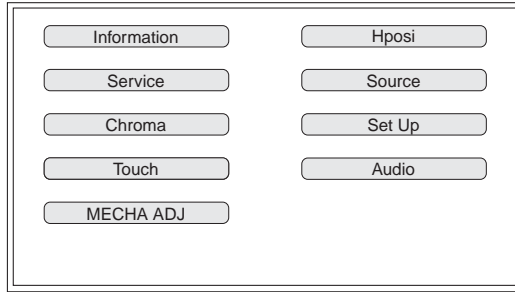 Information
Hposi
Service
Source
Chroma
Set Up
Touch
Audio
MECHA ADJ